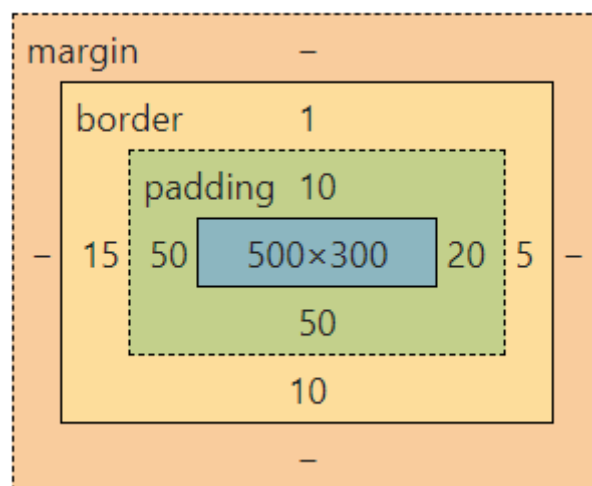 margin –
border 1
padding 10
– 15 50 500×300 20 5 –
50
10
–